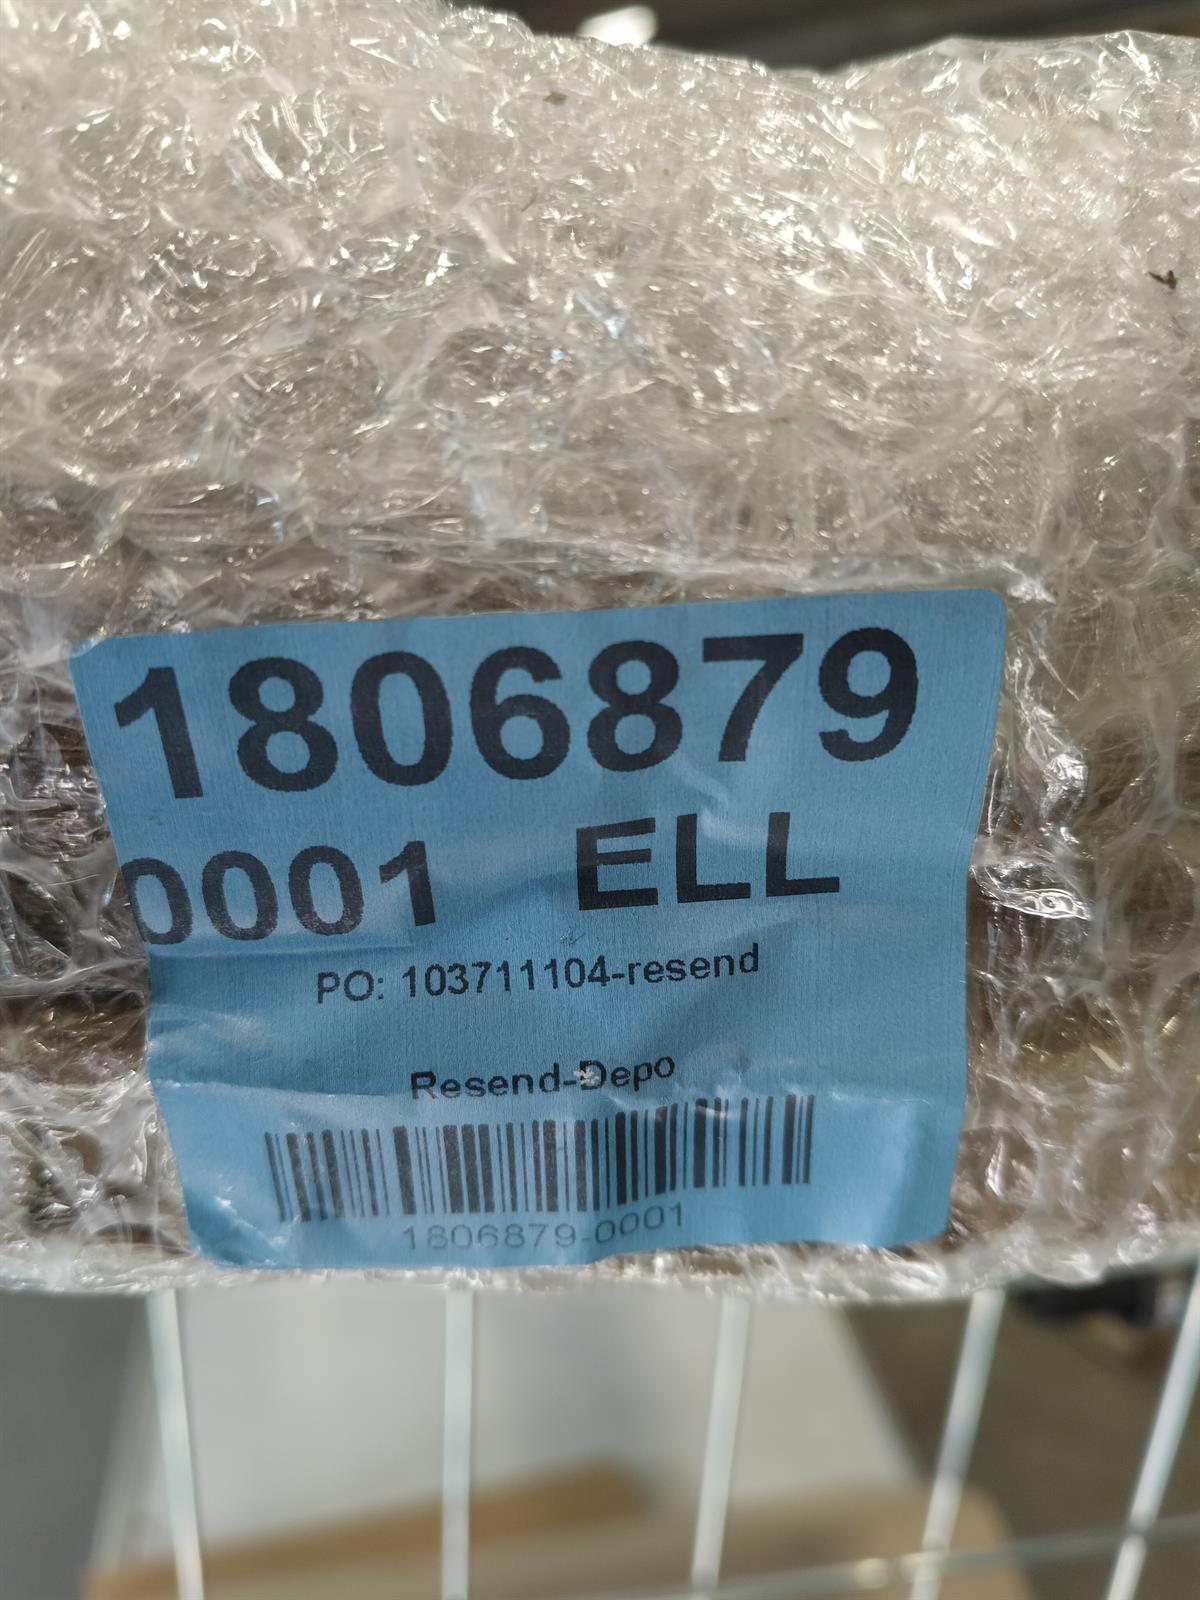 1806879
0001 ELL
PO: 103711104-resend
Resend-Depo
1806879-0001